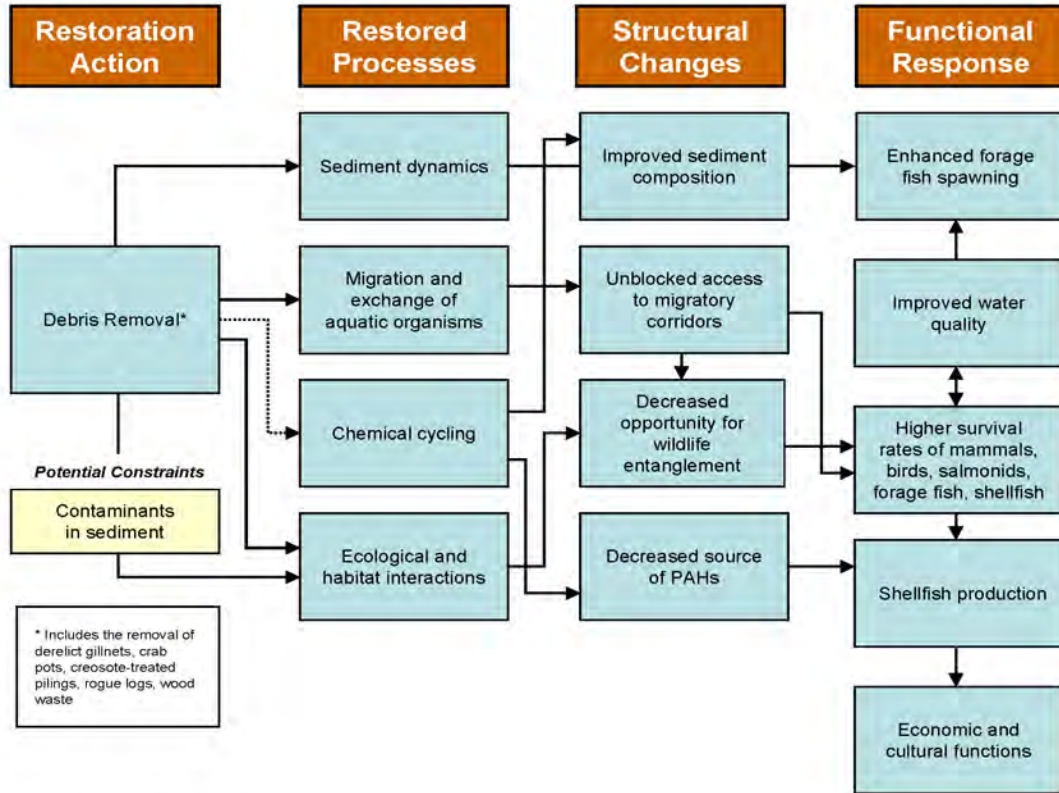 Restoration
Action
Restored
Processes
Structural
Changes
Functional
Response
Sediment dynamics
Improved sediment
composition
Enhanced forage
fish spawning
Debris Removal*
Migration and
exchange of
aquatic organisms
Unblocked access
to migratory
corridors
Improved water
quality
Chemical cycling
Decreased
opportunity for
wildlife
entanglement
Higher survival
rates of mammals,
birds, salmonids,
forage fish, shellfish
Potential Constraints
Contaminants
in sediment
Ecological and
habitat interactions
Decreased source
of PAHs
Shellfish production
* Includes the removal of
derelict gillnets, crab
pots, creosote-treated
pilings, rogue logs, wood
waste
Economic and
cultural functions